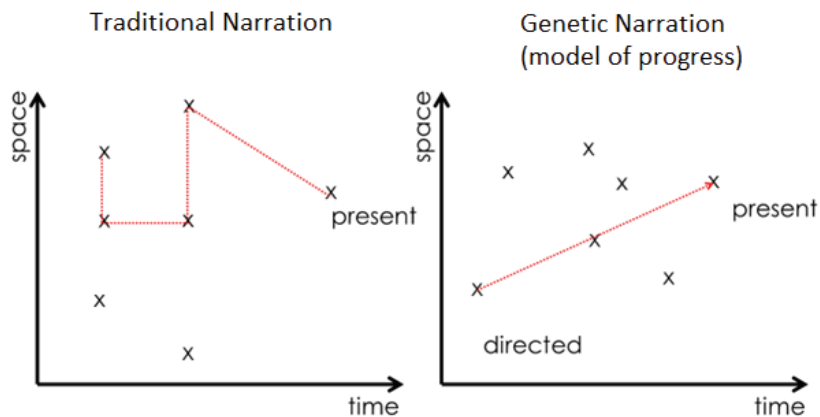 Traditional Narration
space
x
x
x
x
x
x
x
present
time
Genetic Narration
(model of progress)
space
x
x
x
x
x
x
x
present
directed
time